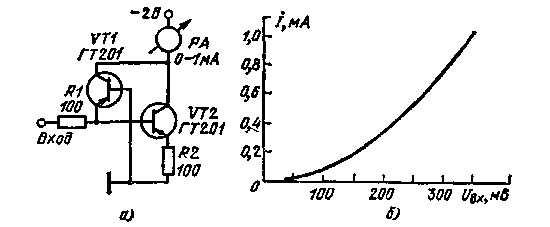 -2В
VT1
ГТ201
PA
0-1мА
R1
100
Вход
VT2
ГТ201
R2
100
а)
i,мА
1,0
0,8
0,6
0,4
0,2
0
100
200
300
Uвх, мВ
б)